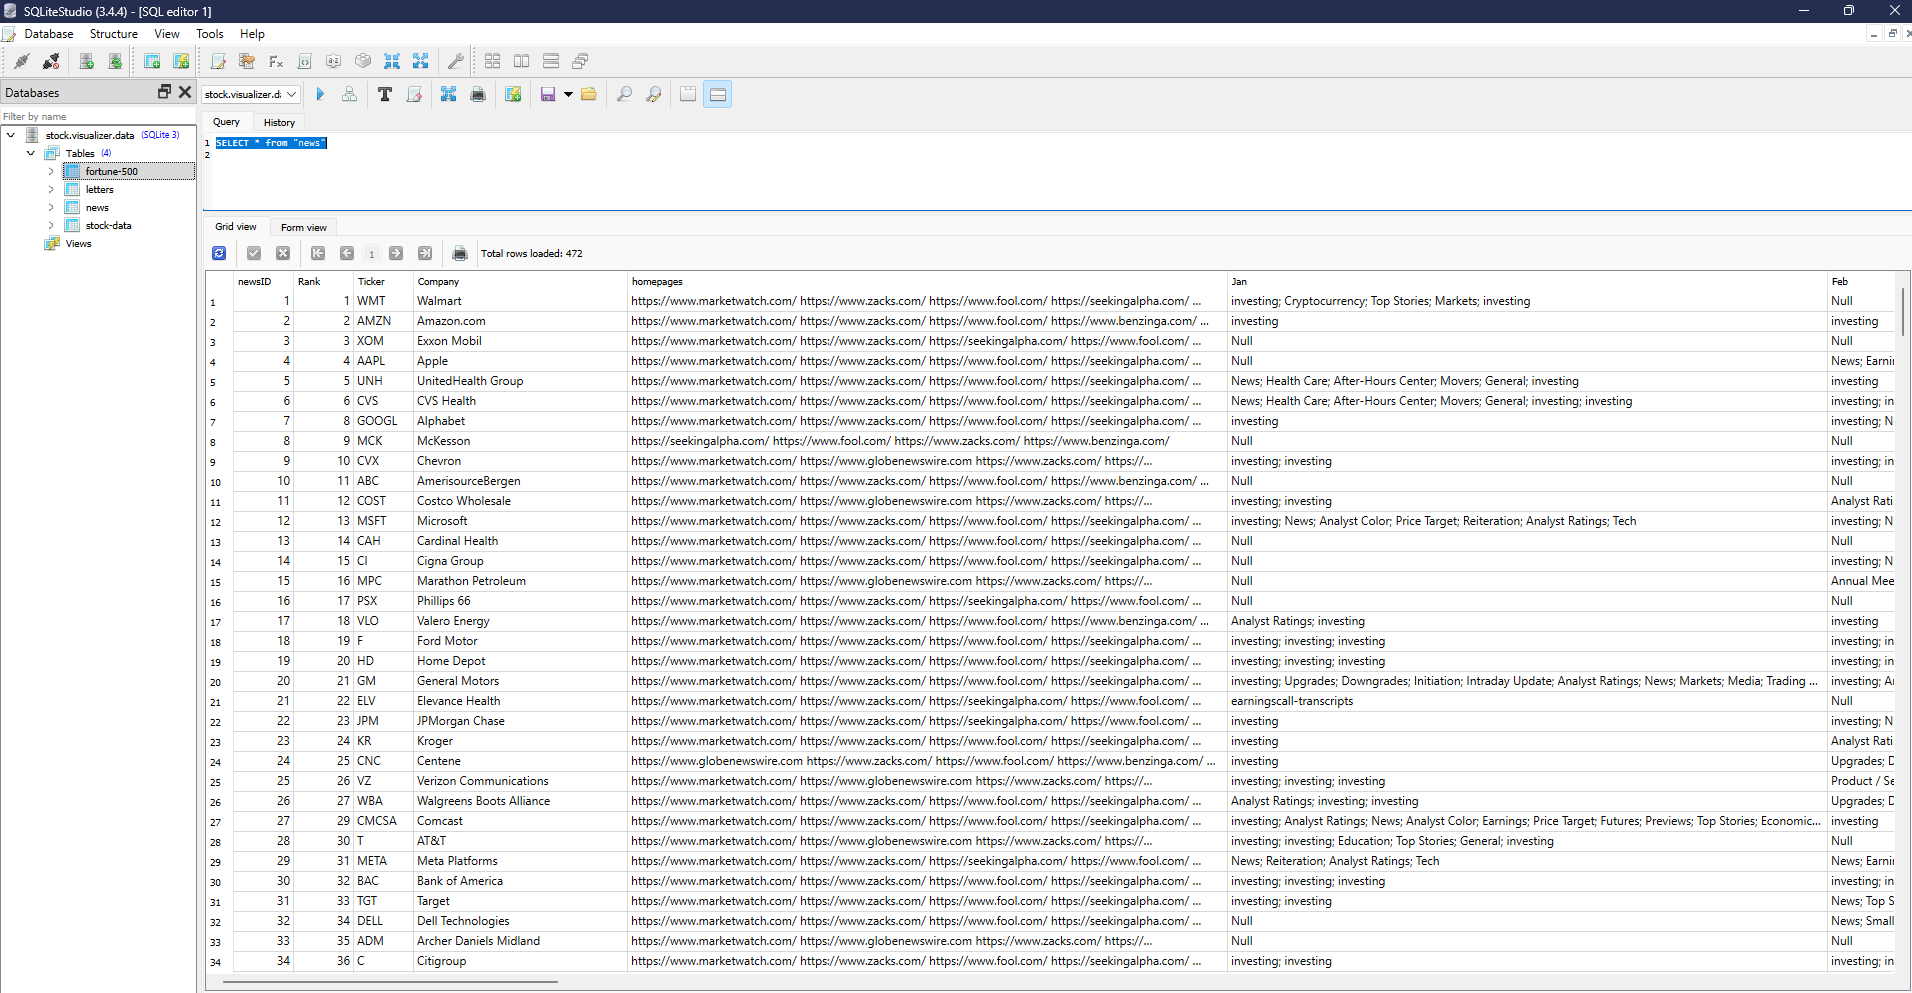 SQLiteStudio (3.4.4) - [SQL editor 1]
Database Structure View Tools Help
Databases
stock.visualizer.d
Filter by name
stock.visualizer.data (SQLite 3)
Tables (4)
fortune-500
letters
news
stock-data
Views
Query History
1 SELECT * from "news"
2
Grid view Form view
1 Total rows loaded: 472
newsID Rank Ticker Company homepages Jan Feb
1 1 1 WMT Walmart https://www.marketwatch.com/ https://www.zacks.com/ https://www.fool.com/ https://seekingalpha.com/ ... investing; Cryptocurrency; Top Stories; Markets; investing Null
2 2 2 AMZN Amazon.com https://www.marketwatch.com/ https://www.zacks.com/ https://www.fool.com/ https://www.benzinga.com/ ... investing investing
3 3 3 XOM Exxon Mobil https://www.marketwatch.com/ https://www.zacks.com/ https://seekingalpha.com/ https://www.fool.com/ ... Null Null
4 4 4 AAPL Apple https://www.marketwatch.com/ https://www.zacks.com/ https://www.fool.com/ https://seekingalpha.com/ ... Null News; Earni
5 5 5 UNH UnitedHealth Group https://www.marketwatch.com/ https://www.zacks.com/ https://www.fool.com/ https://seekingalpha.com/ ... News; Health Care; After-Hours Center; Movers; General; investing investing
6 6 6 CVS CVS Health https://www.marketwatch.com/ https://www.zacks.com/ https://www.fool.com/ https://seekingalpha.com/ ... News; Health Care; After-Hours Center; Movers; General; investing; investing investing; in
7 7 8 GOOGL Alphabet https://www.marketwatch.com/ https://www.zacks.com/ https://www.fool.com/ https://seekingalpha.com/ ... investing investing; N
8 8 9 MCK McKesson https://seekingalpha.com/ https://www.fool.com/ https://www.zacks.com/ https://www.benzinga.com/ Null Null
9 9 10 CVX Chevron https://www.marketwatch.com/ https://www.globenewswire.com https://www.zacks.com/ https://... investing; investing investing; in
10 10 11 ABC AmerisourceBergen https://www.marketwatch.com/ https://www.zacks.com/ https://www.fool.com/ https://www.benzinga.com/ ... Null Null
11 11 12 COST Costco Wholesale https://www.marketwatch.com/ https://www.globenewswire.com https://www.zacks.com/ https://... investing; investing Analyst Rati
12 12 13 MSFT Microsoft https://www.marketwatch.com/ https://www.zacks.com/ https://www.fool.com/ https://seekingalpha.com/ ... investing; News; Analyst Color; Price Target; Reiteration; Analyst Ratings; Tech investing; N
13 13 14 CAH Cardinal Health https://www.marketwatch.com/ https://www.zacks.com/ https://www.fool.com/ https://seekingalpha.com/ ... Null Null
14 14 15 CI Cigna Group https://www.marketwatch.com/ https://www.zacks.com/ https://www.fool.com/ https://seekingalpha.com/ ... Null investing; N
15 15 16 MPC Marathon Petroleum https://www.marketwatch.com/ https://www.globenewswire.com https://www.zacks.com/ https://... Null Annual Mee
16 16 17 PSX Phillips 66 https://www.marketwatch.com/ https://www.zacks.com/ https://seekingalpha.com/ https://www.fool.com/ ... Null Null
17 17 18 VLO Valero Energy https://www.marketwatch.com/ https://www.zacks.com/ https://www.fool.com/ https://www.benzinga.com/ ... Analyst Ratings; investing investing
18 18 19 F Ford Motor https://www.marketwatch.com/ https://www.zacks.com/ https://www.fool.com/ https://seekingalpha.com/ ... investing; investing; investing investing; in
19 19 20 HD Home Depot https://www.marketwatch.com/ https://www.zacks.com/ https://www.fool.com/ https://seekingalpha.com/ ... investing; investing; investing investing; in
20 20 21 GM General Motors https://www.marketwatch.com/ https://www.zacks.com/ https://www.fool.com/ https://seekingalpha.com/ ... investing; Upgrades; Downgrades; Initiation; Intraday Update; Analyst Ratings; News; Markets; Media; Trading ... investing; A
21 21 22 ELV Elevance Health https://www.marketwatch.com/ https://www.zacks.com/ https://seekingalpha.com/ https://www.fool.com/ ... earningscall-transcripts Null
22 22 23 JPM JPMorgan Chase https://www.marketwatch.com/ https://www.zacks.com/ https://seekingalpha.com/ https://www.fool.com/ ... investing investing; N
23 23 24 KR Kroger https://www.marketwatch.com/ https://www.zacks.com/ https://www.fool.com/ https://seekingalpha.com/ ... investing Analyst Rati
24 24 25 CNC Centene https://www.globenewswire.com https://www.zacks.com/ https://www.fool.com/ https://www.benzinga.com/ ... investing Upgrades; D
25 25 26 VZ Verizon Communications https://www.marketwatch.com/ https://www.globenewswire.com https://www.zacks.com/ https://... investing; investing; investing Product / Se
26 26 27 WBA Walgreens Boots Alliance https://www.marketwatch.com/ https://www.zacks.com/ https://www.fool.com/ https://seekingalpha.com/ ... Analyst Ratings; investing; investing Upgrades; D
27 27 29 CMCSA Comcast https://www.marketwatch.com/ https://www.zacks.com/ https://www.fool.com/ https://seekingalpha.com/ ... investing; Analyst Ratings; News; Analyst Color; Earnings; Price Target; Futures; Previews; Top Stories; Economic... investing
28 28 30 T AT&T https://www.marketwatch.com/ https://www.globenewswire.com https://www.zacks.com/ https://... investing; investing; Education; Top Stories; General; investing Null
29 29 31 META Meta Platforms https://www.marketwatch.com/ https://www.zacks.com/ https://seekingalpha.com/ https://www.fool.com/ ... News; Reiteration; Analyst Ratings; Tech News; Earni
30 30 32 BAC Bank of America https://www.marketwatch.com/ https://www.zacks.com/ https://www.fool.com/ https://seekingalpha.com/ ... investing; investing; investing investing; in
31 31 33 TGT Target https://www.marketwatch.com/ https://www.zacks.com/ https://www.fool.com/ https://seekingalpha.com/ ... investing; investing News; Top S
32 32 34 DELL Dell Technologies https://www.marketwatch.com/ https://www.zacks.com/ https://www.fool.com/ https://seekingalpha.com/ ... Null News; Small
33 33 35 ADM Archer Daniels Midland https://www.marketwatch.com/ https://www.globenewswire.com https://www.zacks.com/ https://... Null Null
34 34 36 C Citigroup https://www.marketwatch.com/ https://www.zacks.com/ https://www.fool.com/ https://seekingalpha.com/ ... investing; investing investing; in